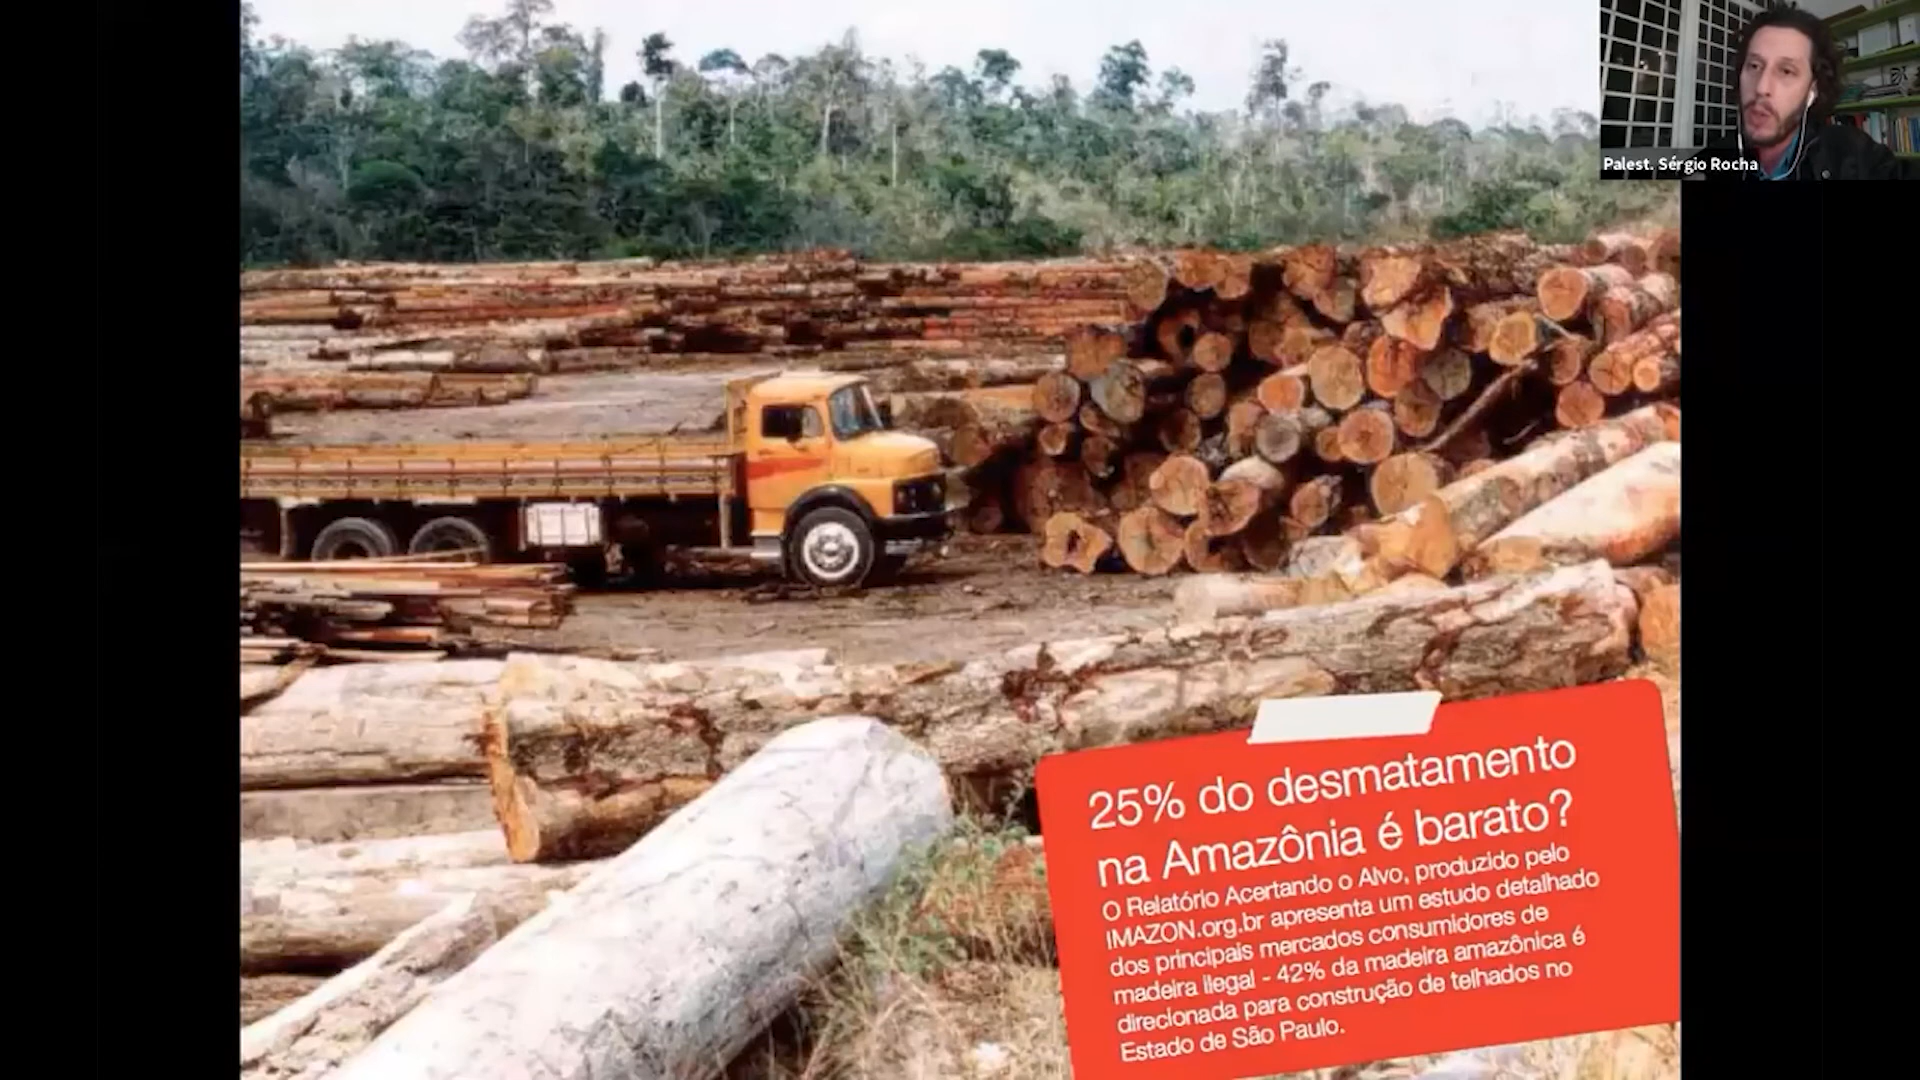 Palest. Sérgio Rocha
25% do desmatamento
na Amazônia é barato?
O Relatório Acertando o Alvo, produzido pelo
IMAZON.org.br apresenta um estudo detalhado
dos principais mercados consumidores de
madeira ilegal - 42% da madeira amazônica é
direcionada para construção de telhados no
Estado de São Paulo.